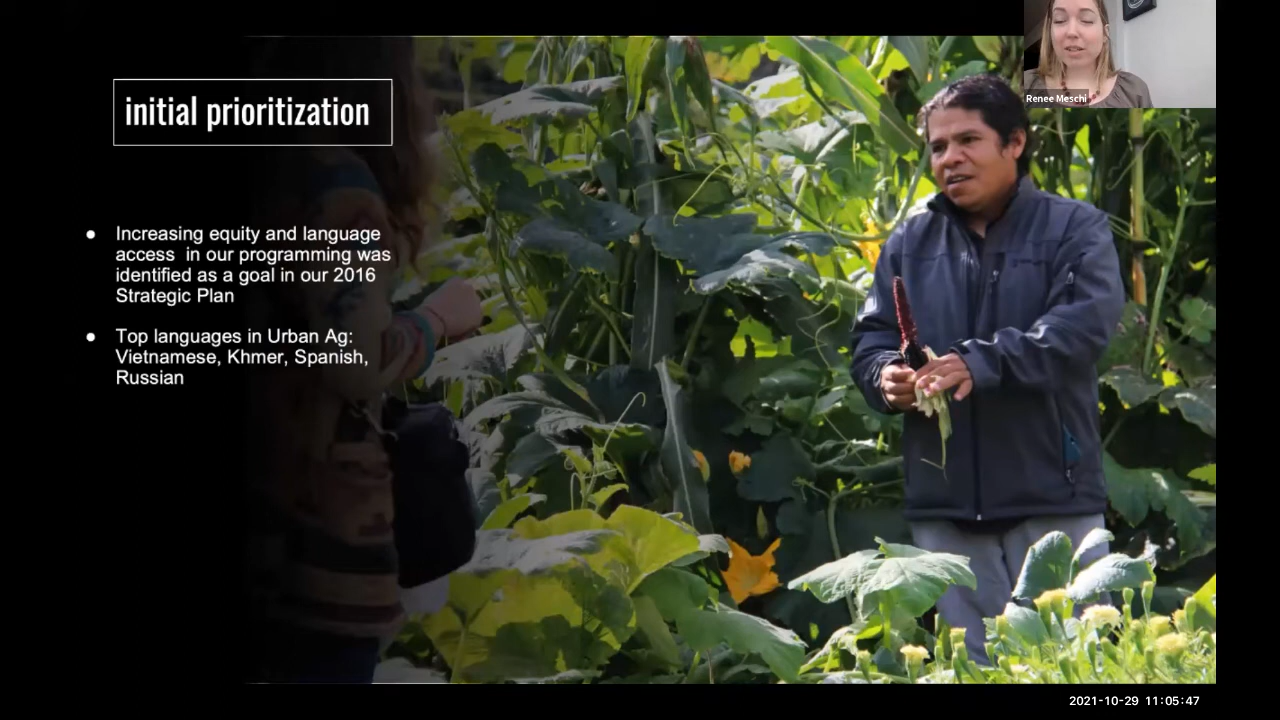 Renee Meschi
initial prioritization
● Increasing equity and language
access in our programming was
identified as a goal in our 2016
Strategic Plan
● Top languages in Urban Ag:
Vietnamese, Khmer, Spanish,
Russian
2021-10-29 11:05:47